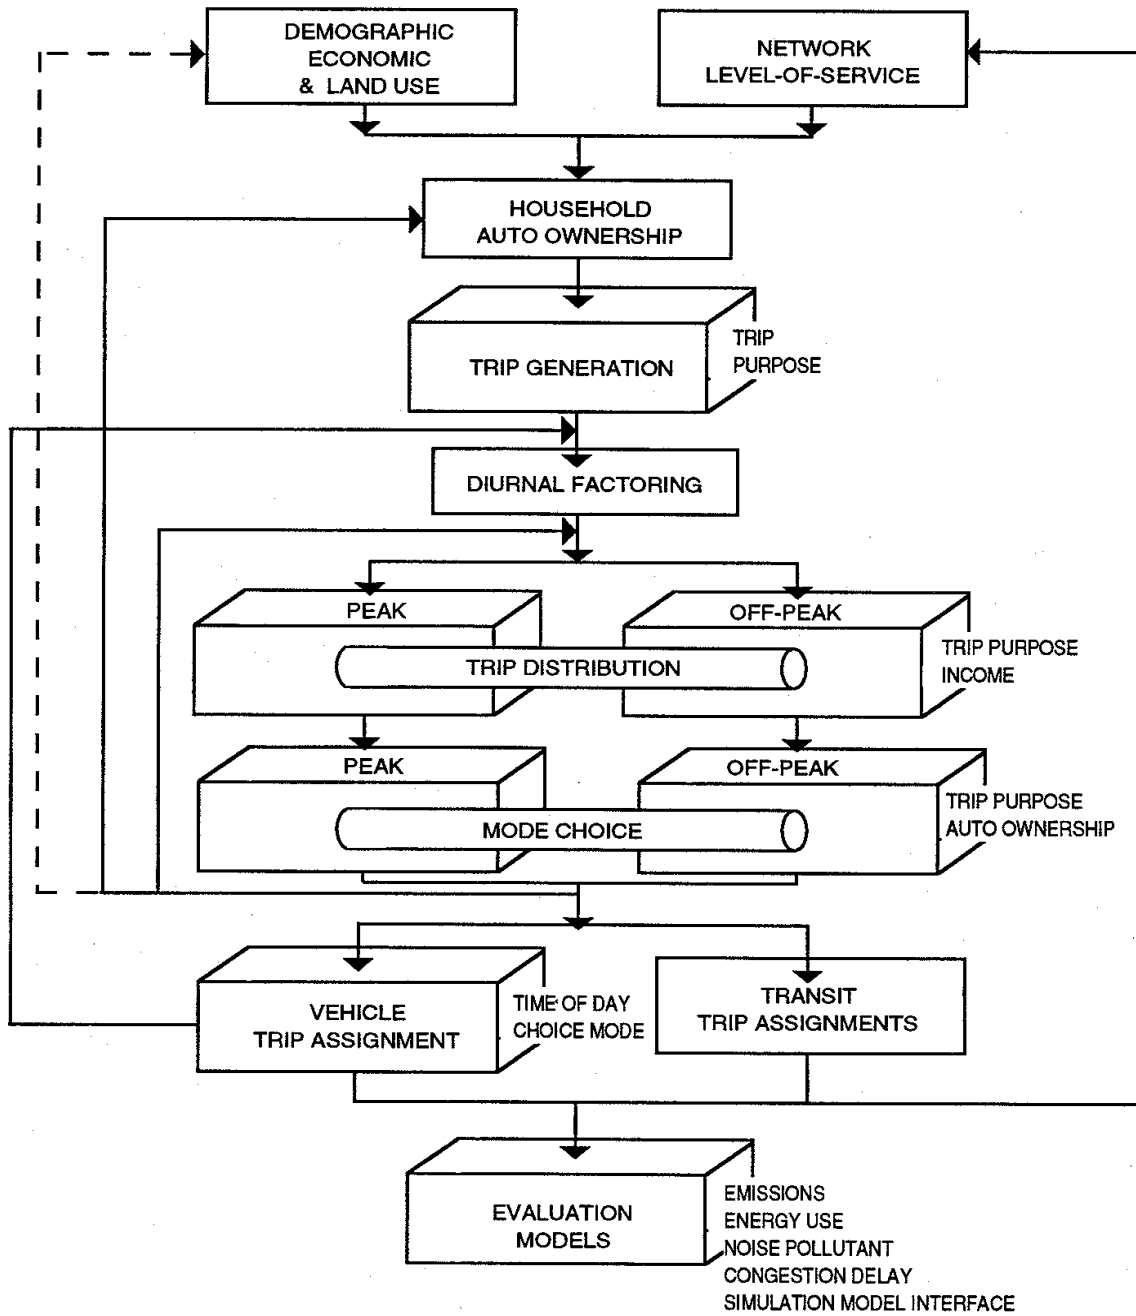 DEMOGRAPHIC
ECONOMIC
& LAND USE
NETWORK
LEVEL-OF-SERVICE
HOUSEHOLD
AUTO OWNERSHIP
TRIP GENERATION
TRIP
PURPOSE
DIURNAL FACTORING
PEAK
OFF-PEAK
TRIP DISTRIBUTION
TRIP PURPOSE
INCOME
PEAK
OFF-PEAK
MODE CHOICE
TRIP PURPOSE
AUTO OWNERSHIP
VEHICLE
TRIP ASSIGNMENT
TIME OF DAY
CHOICE MODE
TRANSIT
TRIP ASSIGNMENTS
EVALUATION
MODELS
EMISSIONS
ENERGY USE
NOISE POLLUTANT
CONGESTION DELAY
SIMULATION MODEL INTERFACE